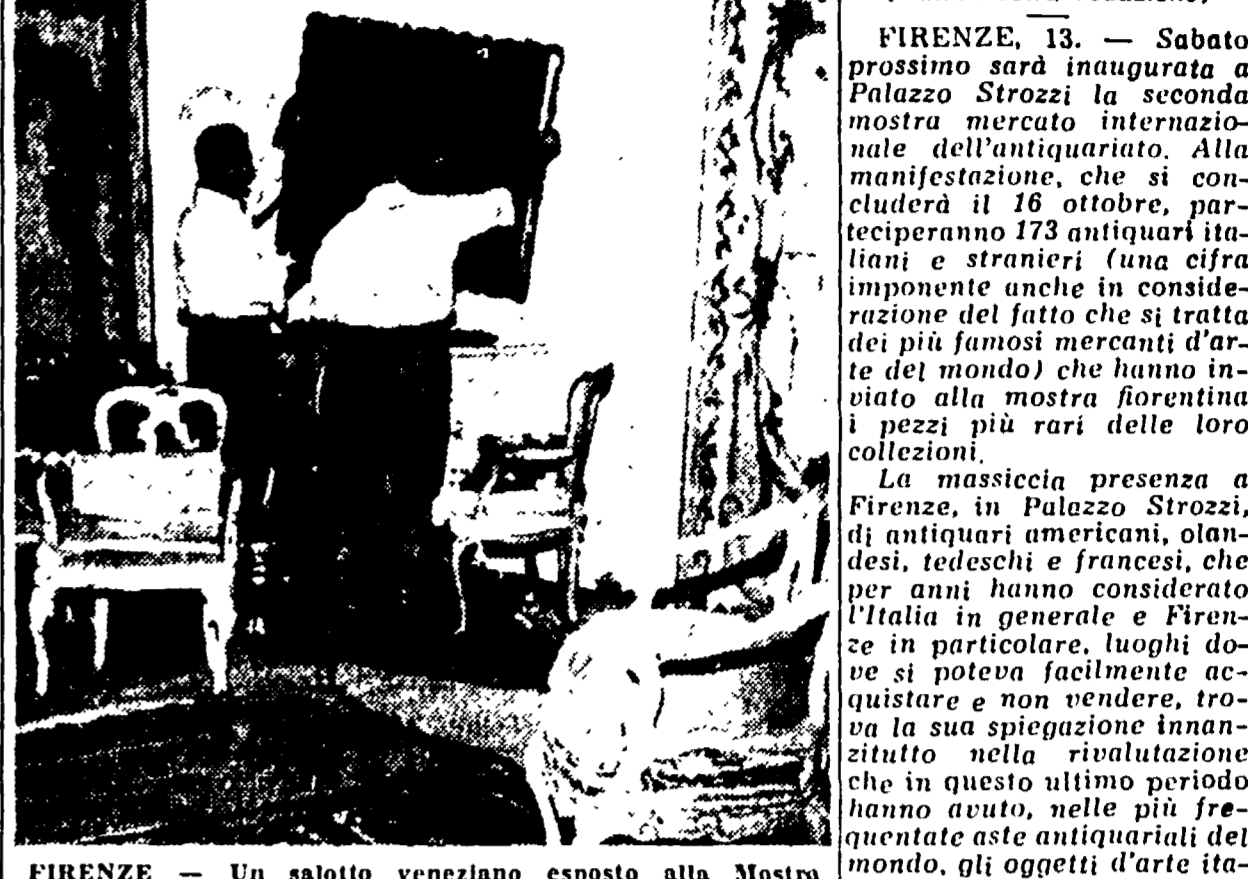 FIRENZE, 13. — Sabato
prossimo sarà inaugurata a
Palazzo Strozzi la seconda
mostra mercato internazio-
nale dell'antiquariato. Alla
manifestazione, che si con-
cluderà il 16 ottobre, par-
teciperanno 173 antiquari ita-
liani e stranieri (una cifra
imponente anche in conside-
razione del fatto che si tratta
dei più famosi mercanti d'ar-
te del mondo) che hanno in-
viato alla mostra fiorentina
i pezzi più rari delle loro
collezioni.
La massiccia presenza a
Firenze, in Palazzo Strozzi,
di antiquari americani, olan-
desi, tedeschi e francesi, che
per anni hanno considerato
l'Italia in generale e Firen-
ze in particolare, luoghi do-
ve si poteva facilmente ac-
quistare e non vendere, tro-
va la sua spiegazione innan-
zitutto nella rivalutazione
che in questo ultimo periodo
hanno avuto, nelle più fre-
quentate aste antiquariali del
mondo, gli oggetti d'arte ita-
FIRENZE — Un salotto veneziano esposto alla Mostra